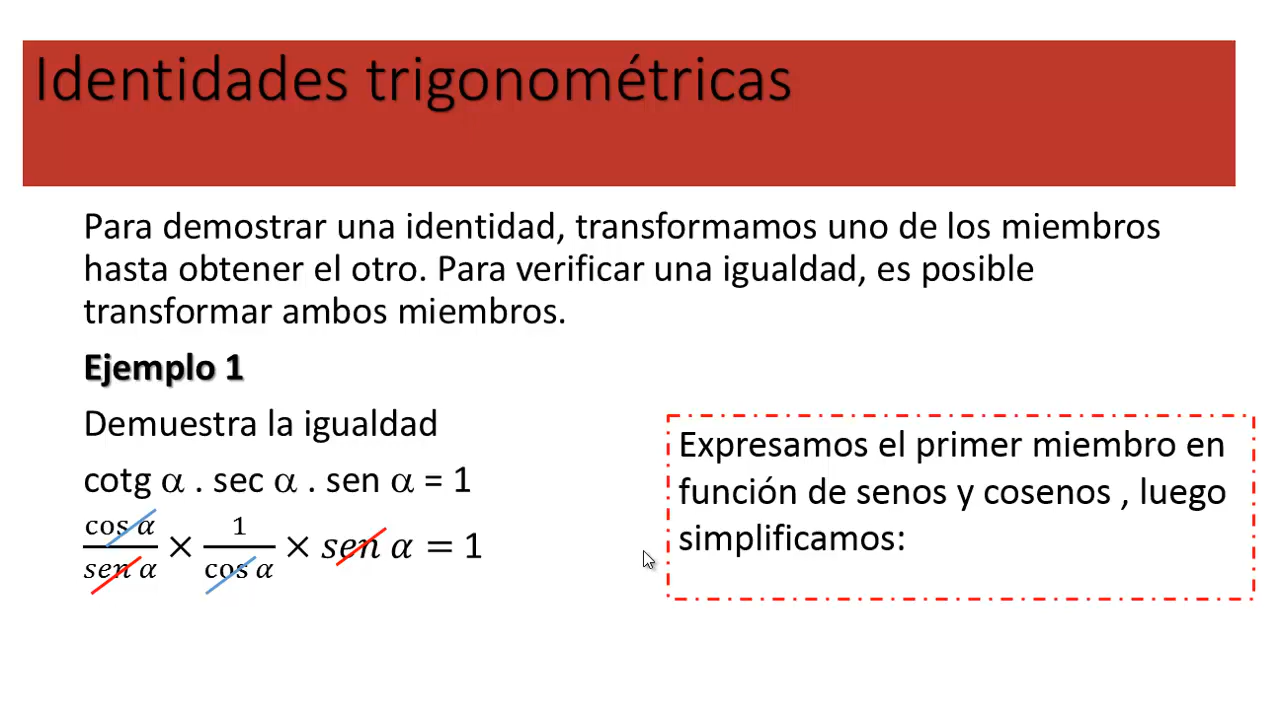 Identidades trigonométricas
Para demostrar una identidad, transformamos uno de los miembros
hasta obtener el otro. Para verificar una igualdad, es posible
transformar ambos miembros.
Ejemplo 1
Demuestra la igualdad
cotg α . sec α . sen α = 1
cos α / sen α × 1 / cos α × sen α = 1
Expresamos el primer miembro en
función de senos y cosenos , luego
simplificamos: